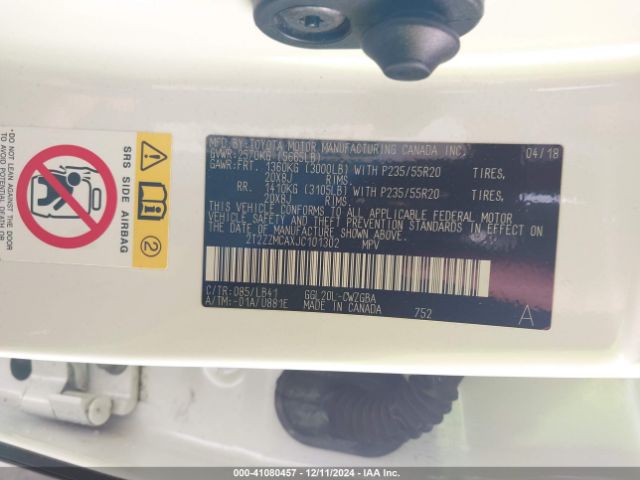 SRS SIDE AIRBAG
MFD BY:TOYOTA MOTOR MANUFACTURING CANADA INC. 04/18
GVWR:2570KG (5665LB)
GAWR:FRT. 1360KG (3000LB) WITH P235/55R20 TIRES,
20X8J RIMS
RR. 1410KG (3105LB) WITH P235/55R20 TIRES,
20X8J RIMS
THIS VEHICLE CONFORMS TO ALL APPLICABLE FEDERAL MOTOR
VEHICLE SAFETY AND THEFT PREVENTION STANDARDS IN EFFECT ON
THE DATE OF MANUFACTURE SHOWN ABOVE.
2T2ZZMCAXJC101302 MPV
C/TR:085/LB41 GGL20L-CWZGBA
A/TM:-01A/U881E MADE IN CANADA 752 A
2
000-41080457 • 12/11/2024 - IAA Inc.